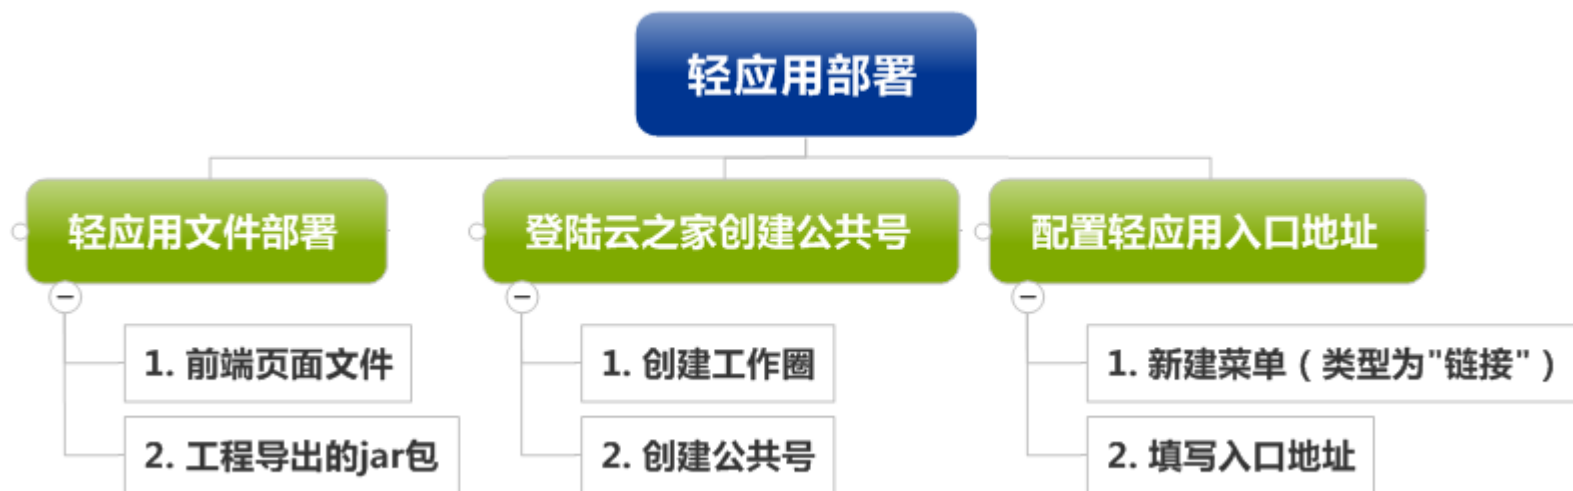 轻应用部署
轻应用文件部署
登陆云之家创建公共号
配置轻应用入口地址
1. 前端页面文件
2. 工程导出的jar包
1. 创建工作圈
2. 创建公共号
1. 新建菜单（类型为"链接"）
2. 填写入口地址